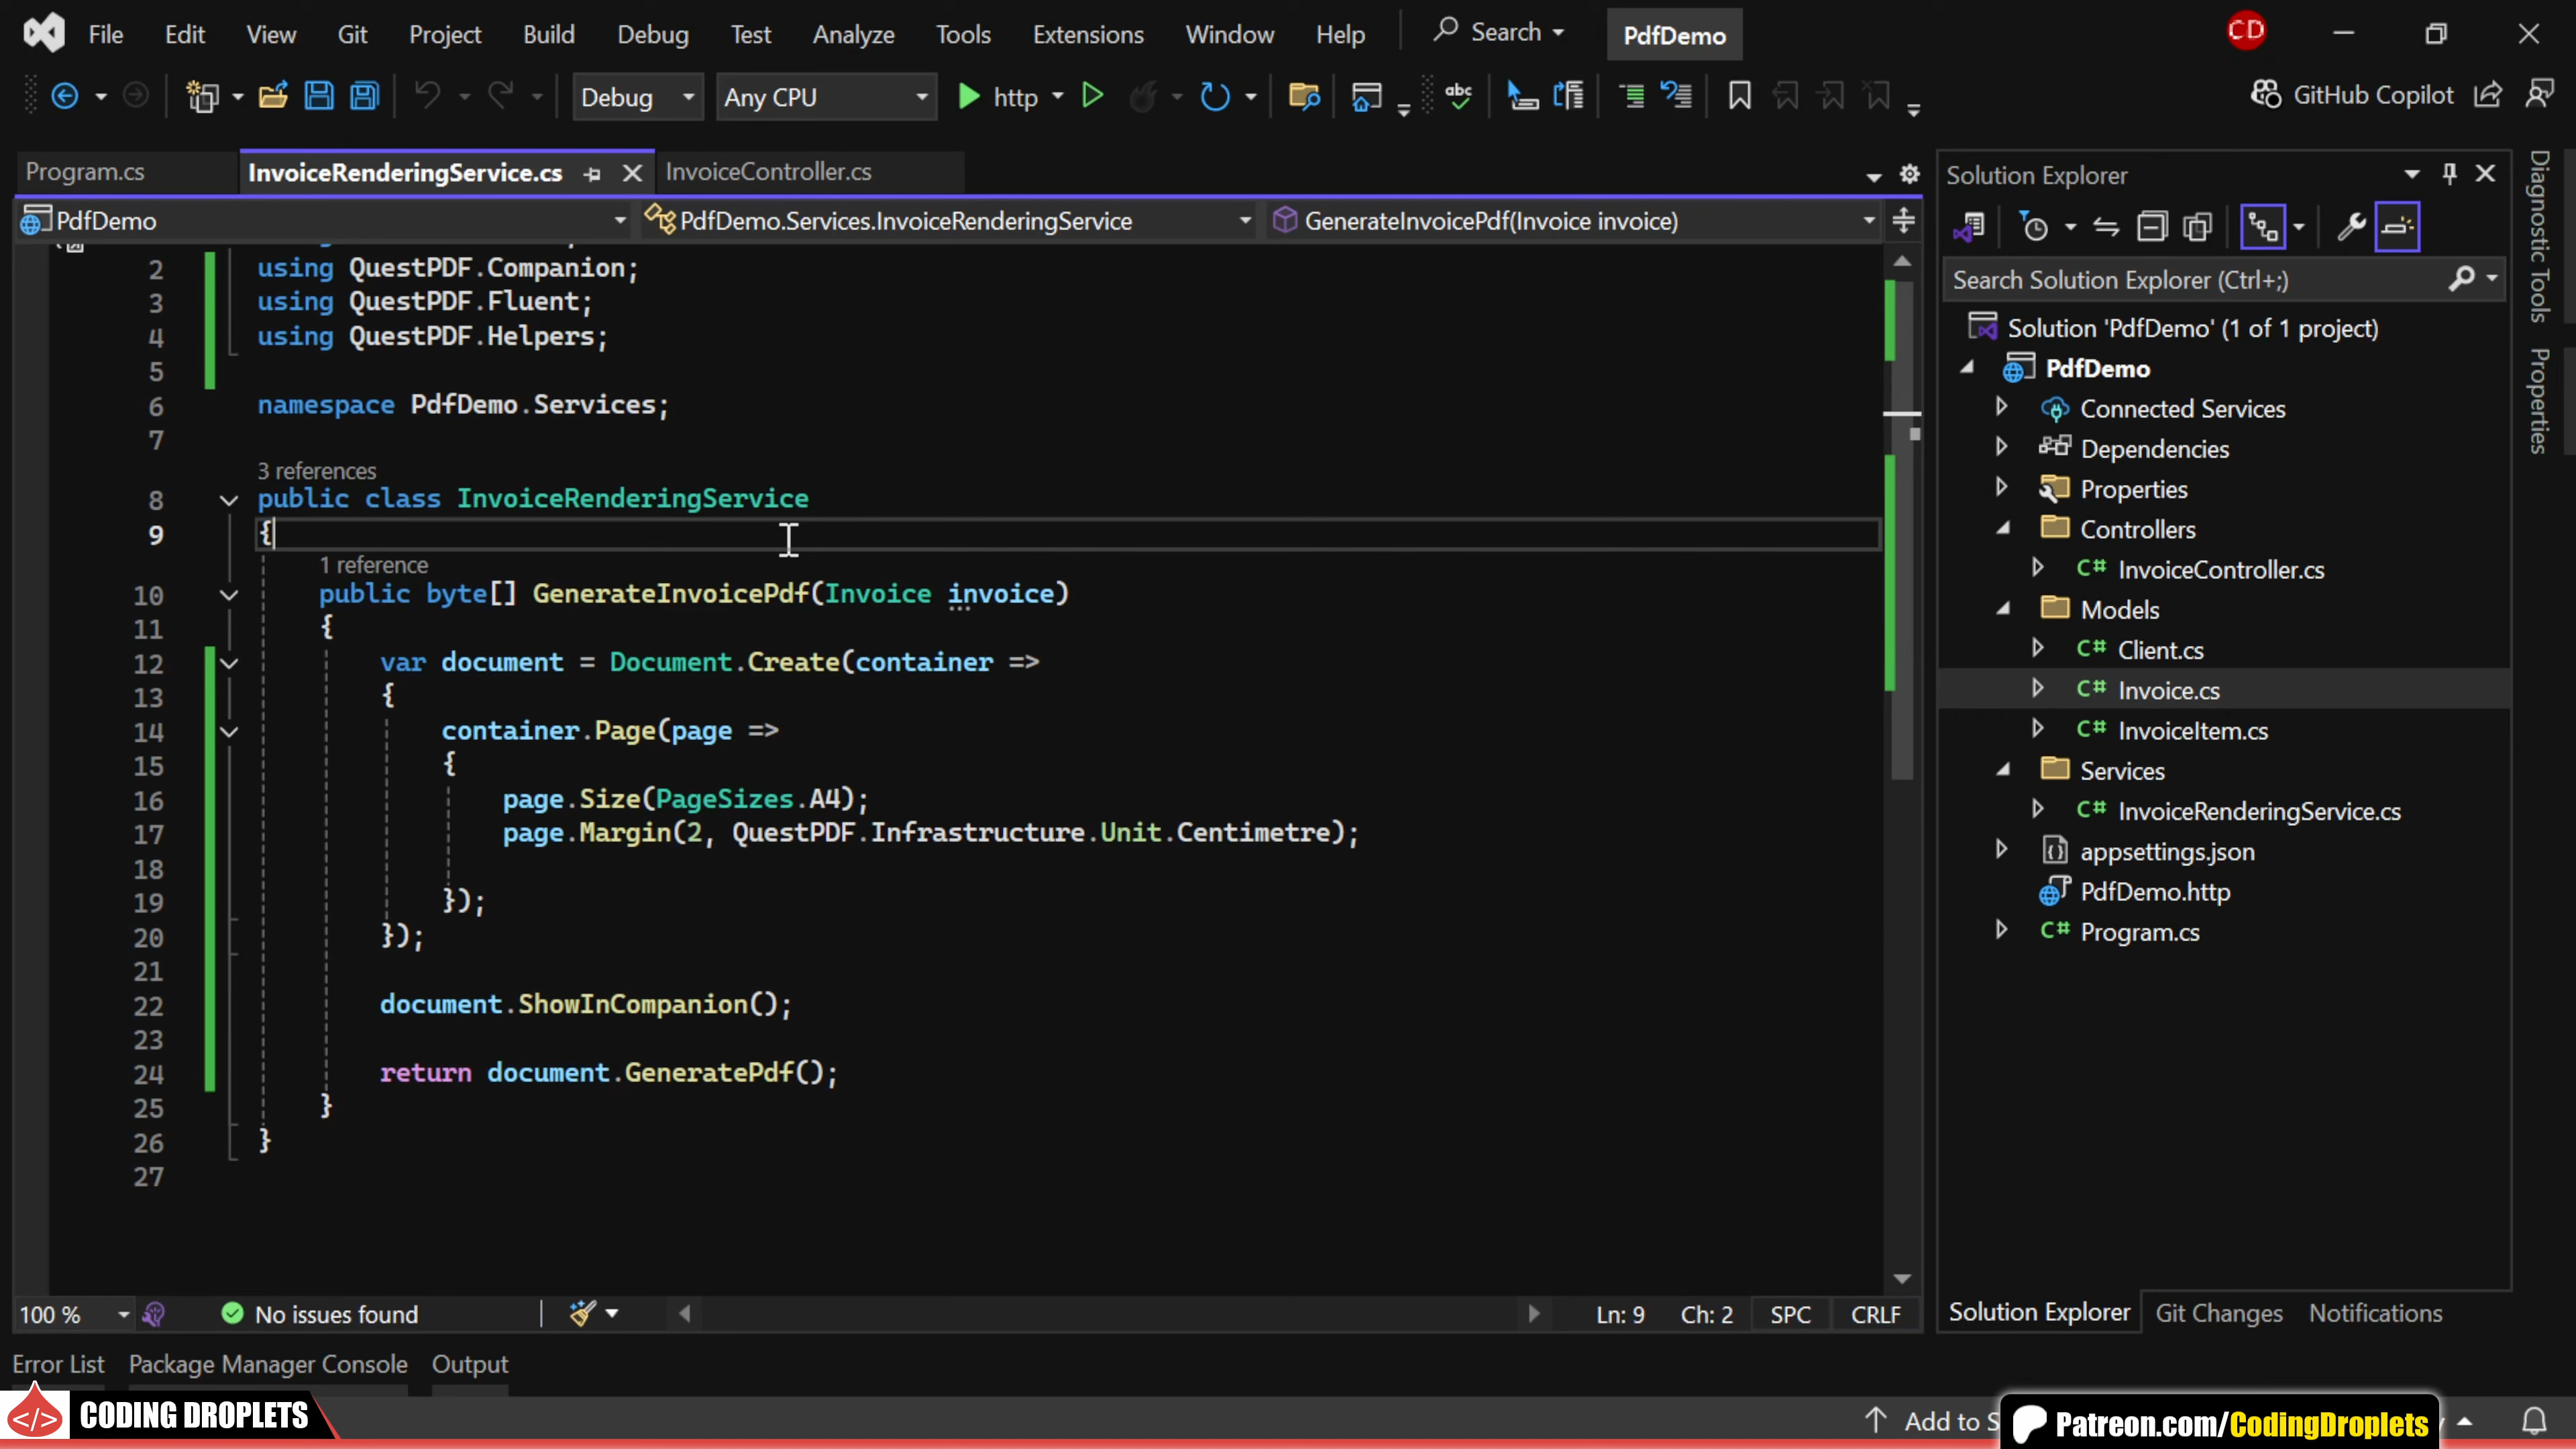 File Edit View Git Project Build Debug Test Analyze Tools Extensions Window Help Search PdfDemo CD
Debug Any CPU http abc GitHub Copilot
Program.cs InvoiceRenderingService.cs InvoiceController.cs
PdfDemo PdfDemo.Services.InvoiceRenderingService GenerateInvoicePdf(Invoice invoice)
2 using QuestPDF.Companion;
3 using QuestPDF.Fluent;
4 using QuestPDF.Helpers;
5
6 namespace PdfDemo.Services;
7
3 references
8 public class InvoiceRenderingService
9 {
1 reference
10 public byte[] GenerateInvoicePdf(Invoice invoice)
11 {
12 var document = Document.Create(container =>
13 {
14 container.Page(page =>
15 {
16 page.Size(PageSizes.A4);
17 page.Margin(2, QuestPDF.Infrastructure.Unit.Centimetre);
18
19 });
20 });
21
22 document.ShowInCompanion();
23
24 return document.GeneratePdf();
25 }
26 }
27
100 % No issues found Ln: 9 Ch: 2 SPC CRLF
Error List Package Manager Console Output
Solution Explorer
Search Solution Explorer (Ctrl+;)
Solution 'PdfDemo' (1 of 1 project)
PdfDemo
Connected Services
Dependencies
Properties
Controllers
C# InvoiceController.cs
Models
C# Client.cs
C# Invoice.cs
C# InvoiceItem.cs
Services
C# InvoiceRenderingService.cs
appsettings.json
PdfDemo.http
C# Program.cs
Solution Explorer Git Changes Notifications
Diagnostic Tools
Properties
</> CODING DROPLETS
Add to S
Patreon.com/CodingDroplets